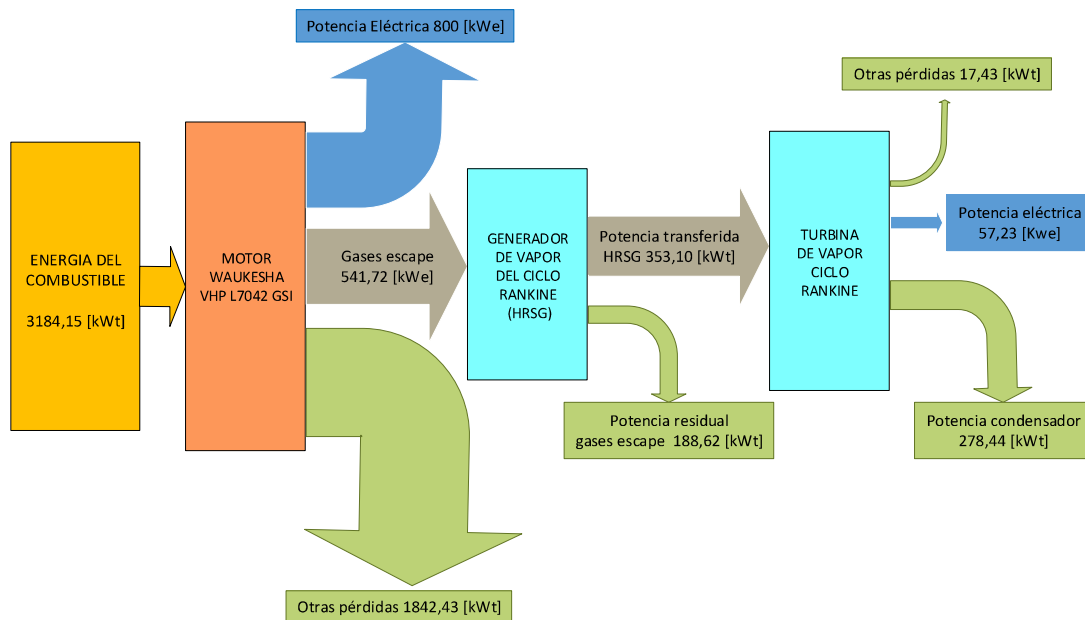 Potencia Eléctrica 800 [kWe]
Otras pérdidas 17,43 [kWt]
ENERGIA DEL
COMBUSTIBLE
3184,15 [kWt]
MOTOR
WAUKESHA
VHP L7042 GSI
Gases escape
541,72 [kWe]
GENERADOR
DE VAPOR
DEL CICLO
RANKINE
(HRSG)
Potencia transferida
HRSG 353,10 [kWt]
TURBINA
DE VAPOR
CICLO
RANKINE
Potencia eléctrica
57,23 [Kwe]
Potencia residual
gases escape 188,62 [kWt]
Potencia condensador
278,44 [kWt]
Otras pérdidas 1842,43 [kWt]